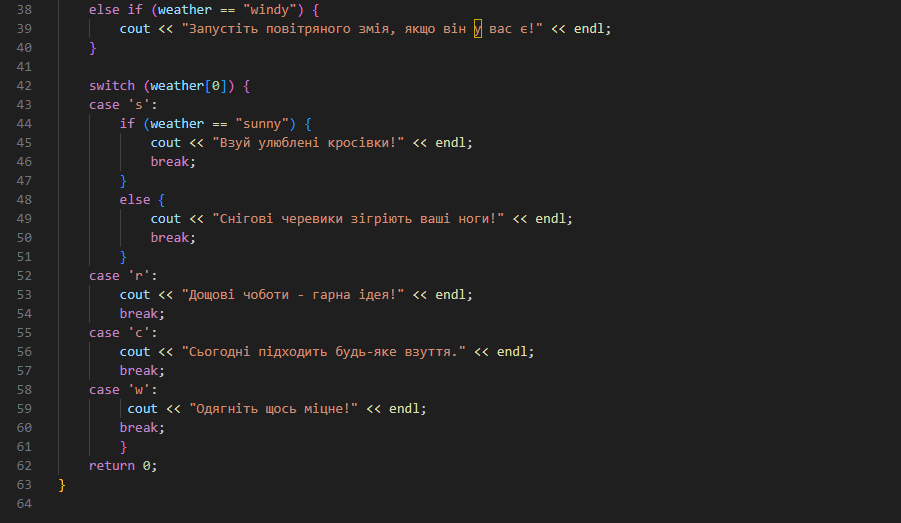 38 else if (weather == "windy") {
39 cout << "Запустіть повітряного змія, якщо він у вас є!" << endl;
40 }
41
42 switch (weather[0]) {
43 case 's':
44 if (weather == "sunny") {
45 cout << "Взуй улюблені кросівки!" << endl;
46 break;
47 }
48 else {
49 cout << "Снігові черевики зігріють ваші ноги!" << endl;
50 break;
51 }
52 case 'r':
53 cout << "Дощові чоботи - гарна ідея!" << endl;
54 break;
55 case 'c':
56 cout << "Сьогодні підходить будь-яке взуття." << endl;
57 break;
58 case 'w':
59 cout << "Одягніть щось міцне!" << endl;
60 break;
61 }
62 return 0;
63 }
64